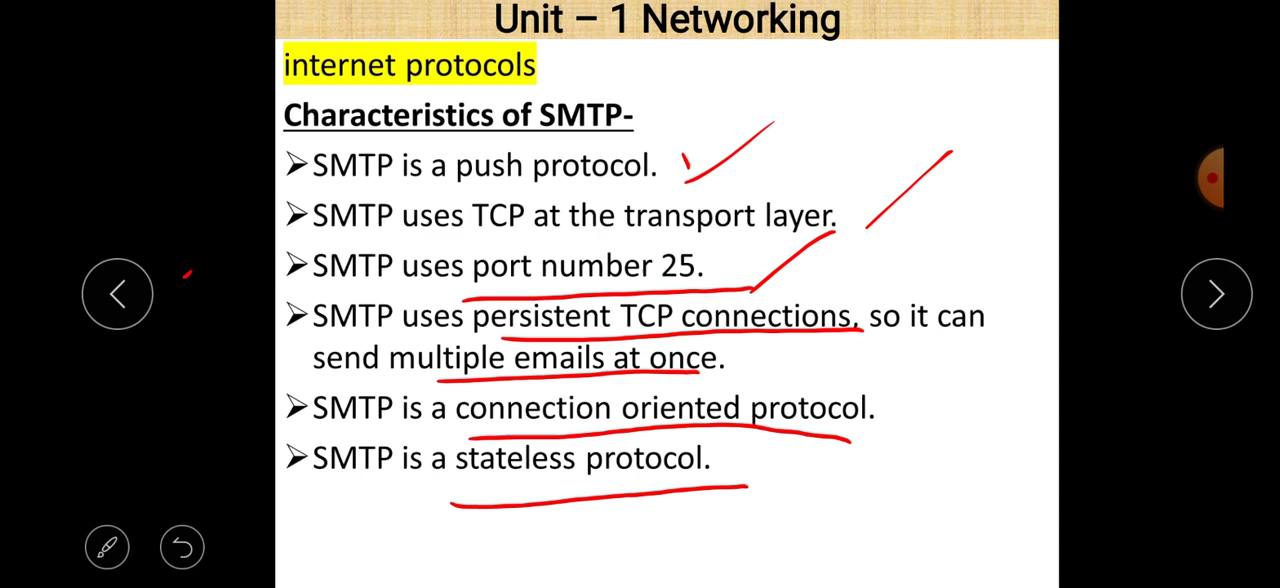 Unit – 1 Networking
internet protocols
Characteristics of SMTP-
➢SMTP is a push protocol.
➢SMTP uses TCP at the transport layer.
➢SMTP uses port number 25.
➢SMTP uses persistent TCP connections, so it can
send multiple emails at once.
➢SMTP is a connection oriented protocol.
➢SMTP is a stateless protocol.